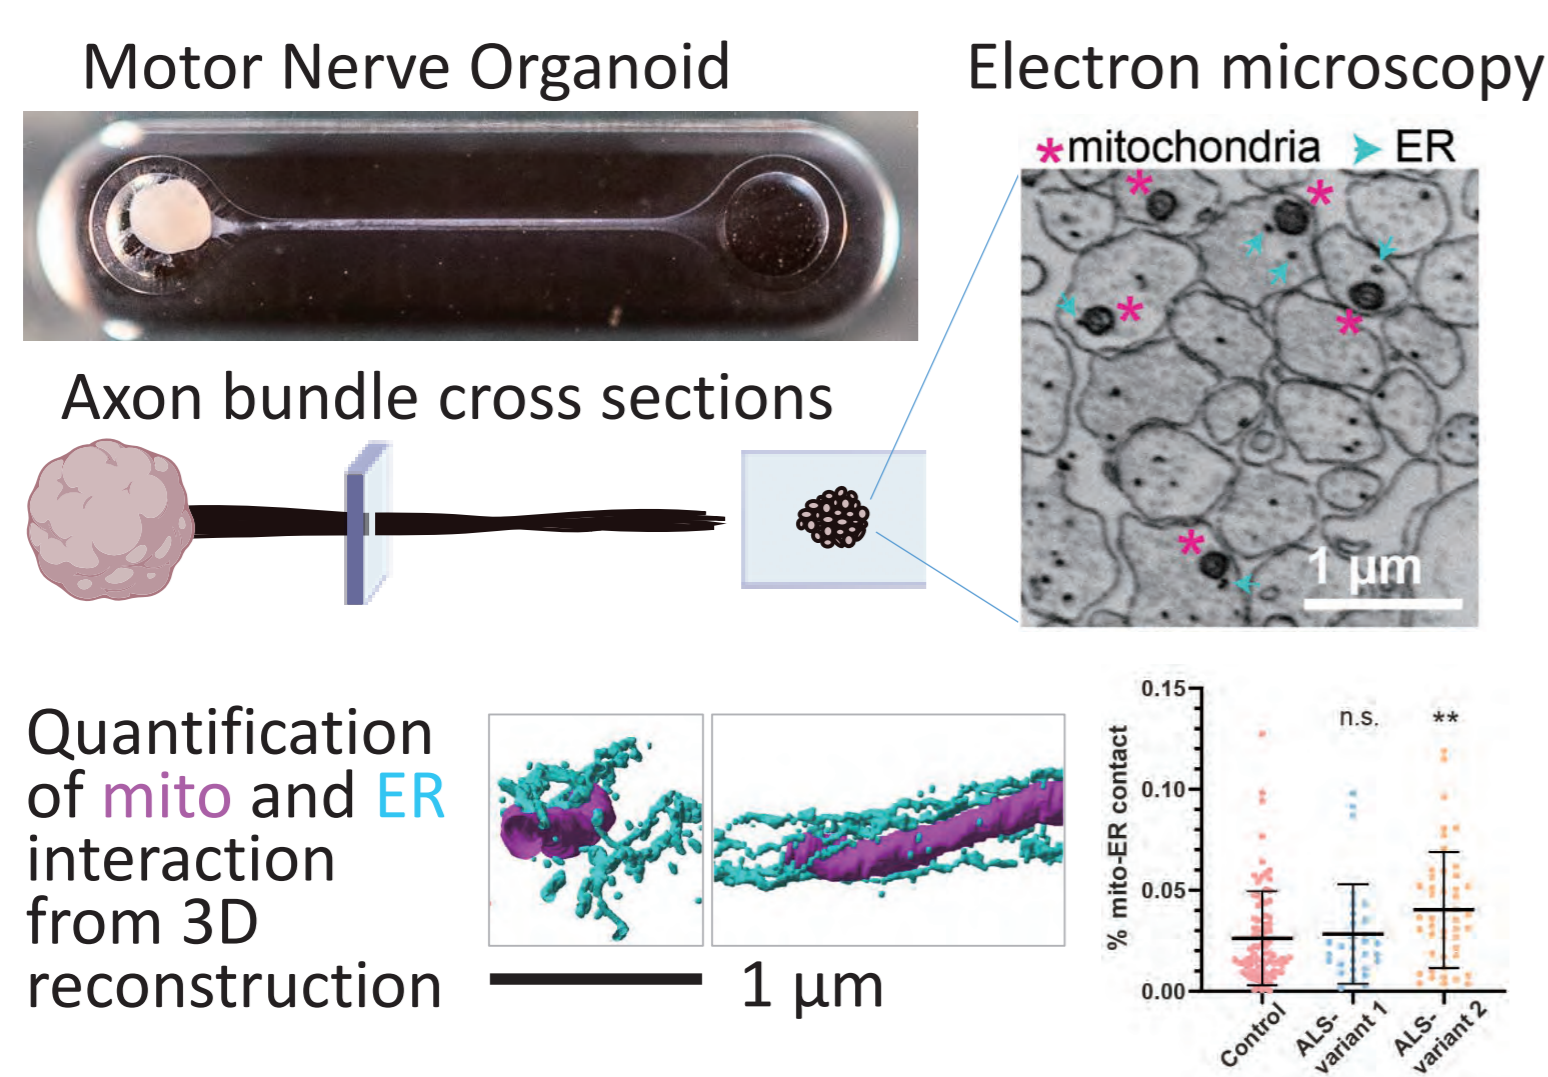 Motor Nerve Organoid
Electron microscopy
*mitochondria ➤ ER
Axon bundle cross sections
1 µm
Quantification
of mito and ER
interaction
from 3D
reconstruction
1 µm
% mito-ER contact
0.15
0.10
0.05
0.00
n.s.
**
Control
ALS-
variant 1
ALS-
variant 2